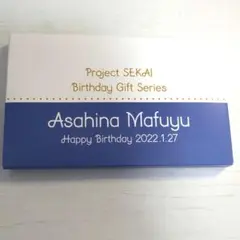 Project SEKAI
Birthday Gift Series
Asahina Mafuyu
Happy Birthday 2022.1.27